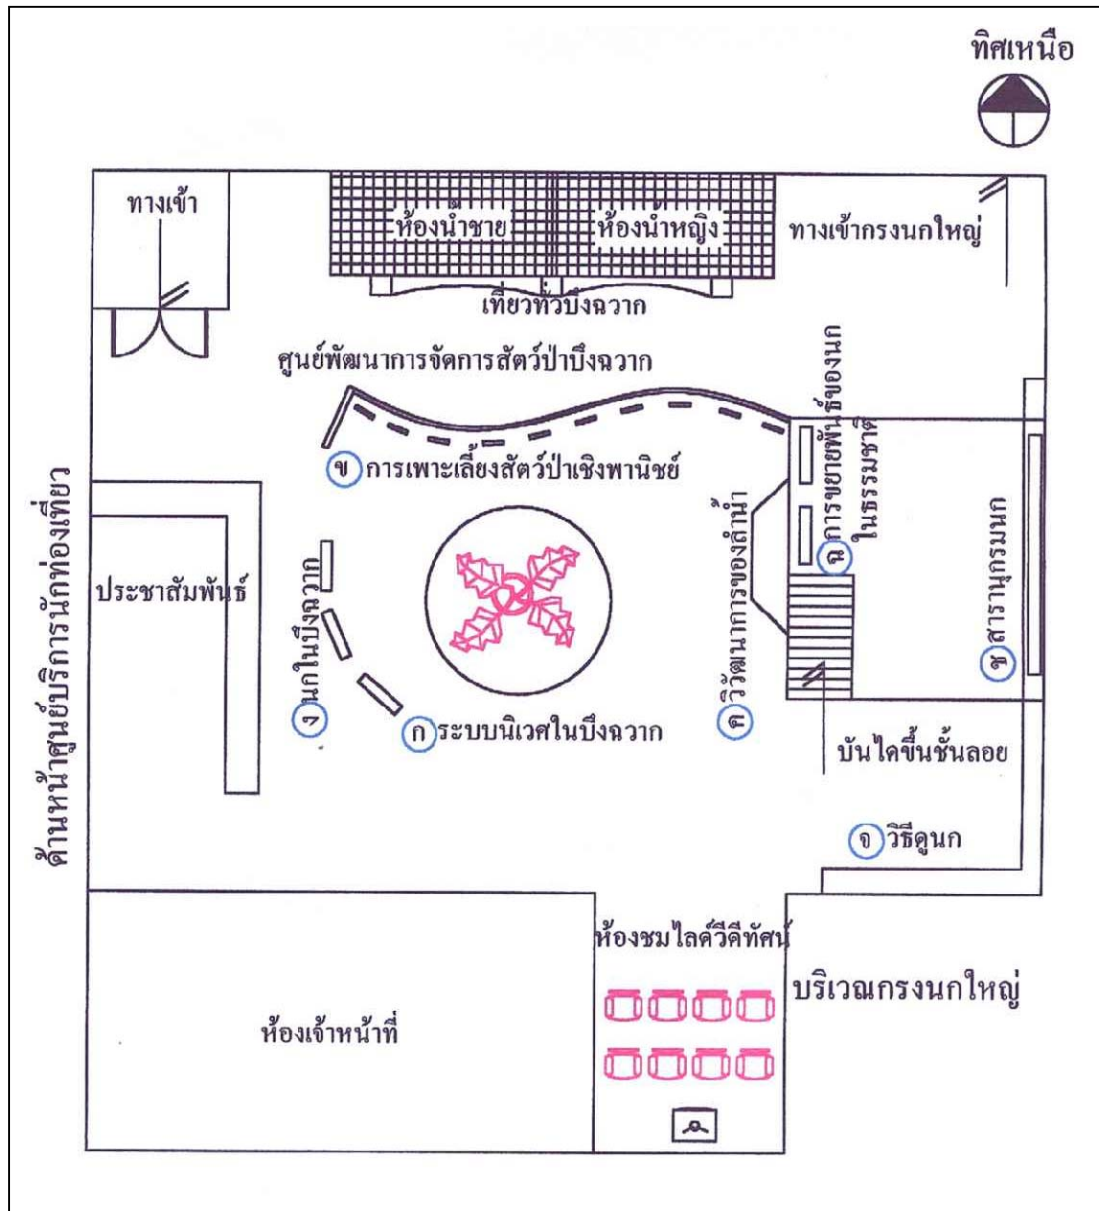 ทิศเหนือ
ทางเข้า
ห้องน้ำชาย
ห้องน้ำหญิง
ทางเข้ากรงนกใหญ่
เที่ยวทั่วบึงฉวาก
ศูนย์พัฒนาการจัดการสัตว์ป่าบึงฉวาก
ข การเพาะเลี้ยงสัตว์ป่าเชิงพานิชย์
ฉ การขยายพันธ์ของนก
ในธรรมชาติ
ด้านหน้าศูนย์บริการนักท่องเที่ยว
ประชาสัมพันธ์
ง นกในบึงฉวาก
ก ระบบนิเวศในบึงฉวาก
ค วิวัฒนาการของลำน้ำ
ช สารานุกรมนก
บันไดขึ้นชั้นลอย
จ วิธีดูนก
ห้องชมไลด์วีดีทัศน์
บริเวณกรงนกใหญ่
ห้องเจ้าหน้าที่